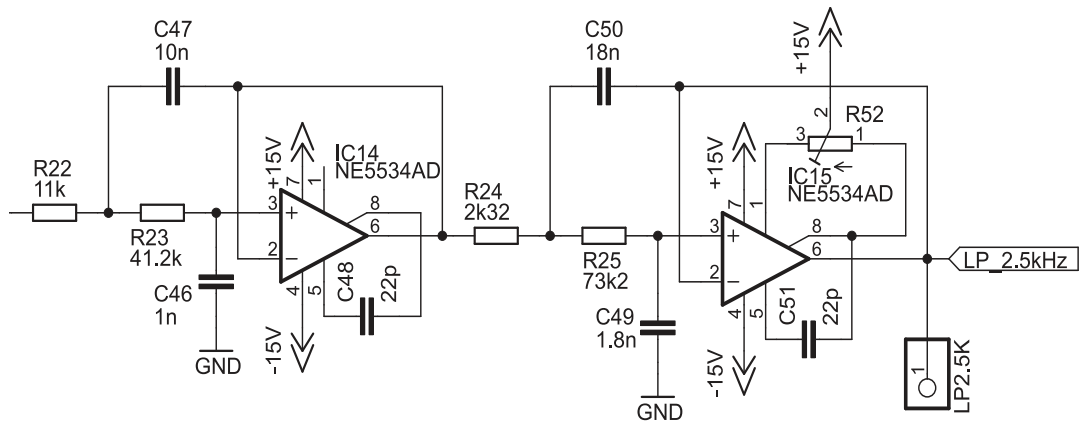 C47
10n
C50
18n
+15V
2
R52
3
1
+15V
7
1
IC14
NE5534AD
+15V
7
1
IC15
NE5534AD
R22
11k
R23
41.2k
3
+
2
−
8
6
4
5
C48
22p
C46
1n
GND
-15V
R24
2k32
R25
73k2
3
+
2
−
8
6
4
5
C51
22p
C49
1.8n
GND
-15V
LP_2.5kHz
1
LP2.5K